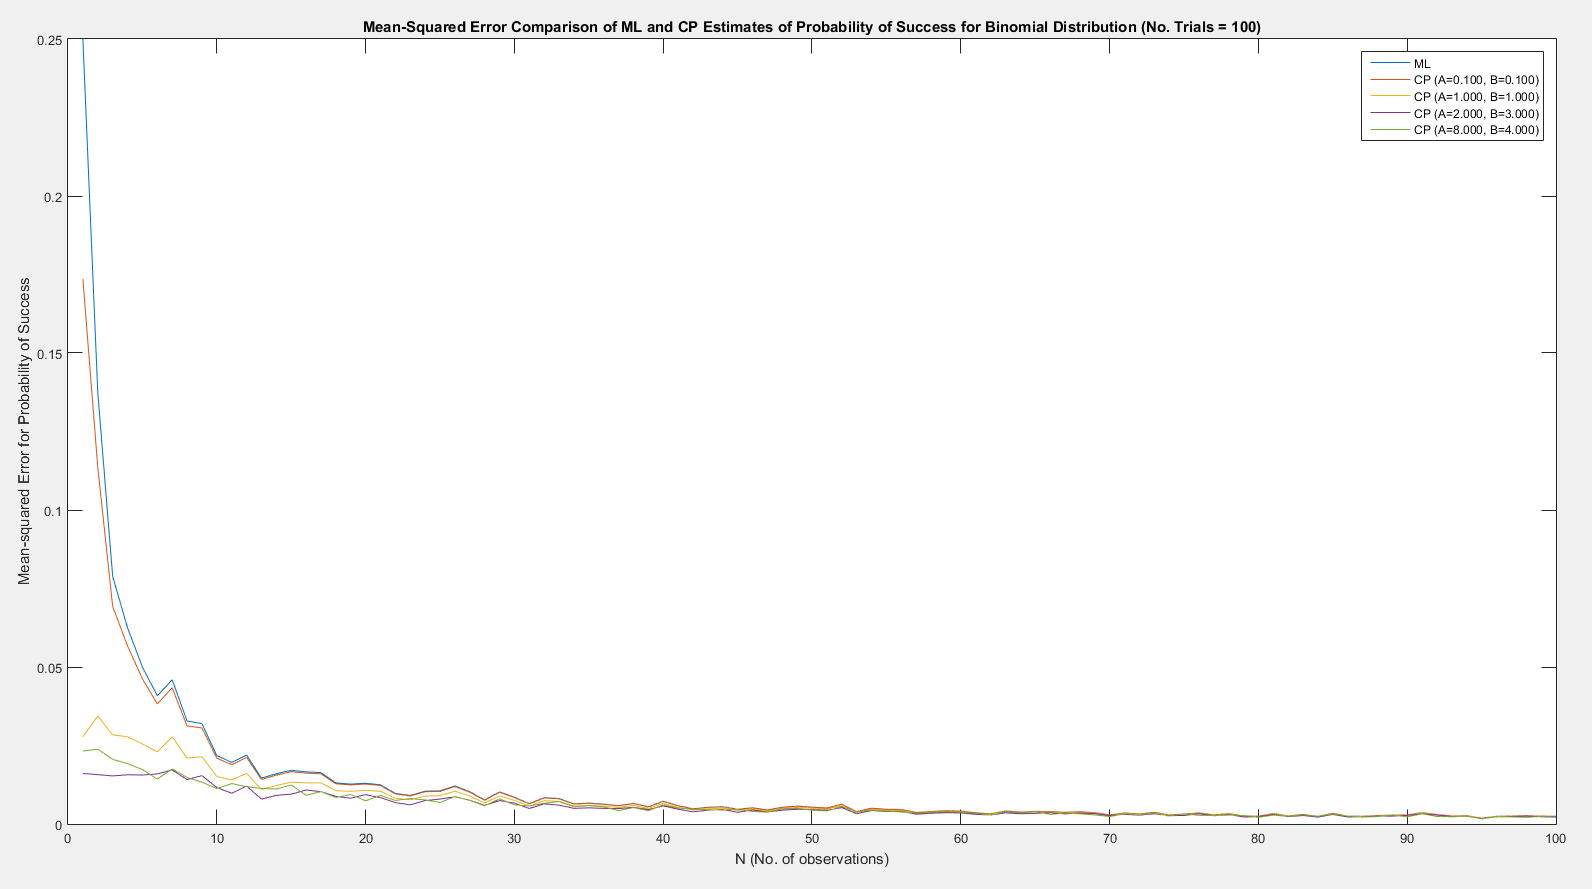 Mean-Squared Error Comparison of ML and CP Estimates of Probability of Success for Binomial Distribution (No. Trials = 100)
ML
CP (A=0.100, B=0.100)
CP (A=1.000, B=1.000)
CP (A=2.000, B=3.000)
CP (A=8.000, B=4.000)
Mean-squared Error for Probability of Success
0.25
0.2
0.15
0.1
0.05
0
0 10 20 30 40 50 60 70 80 90 100
N (No. of observations)